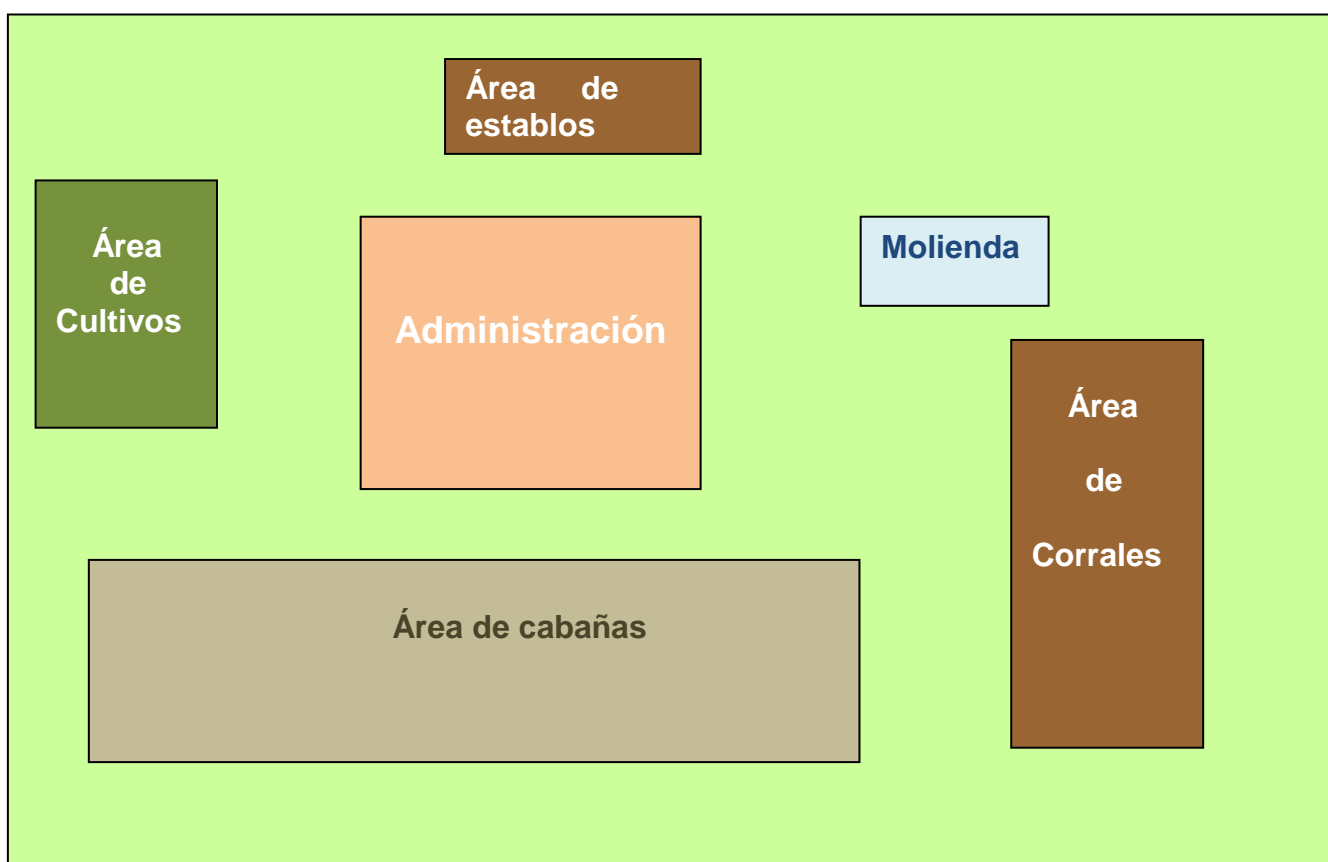 Área de
establos
Área
de
Cultivos
Administración
Molienda
Área
de
Corrales
Área de cabañas